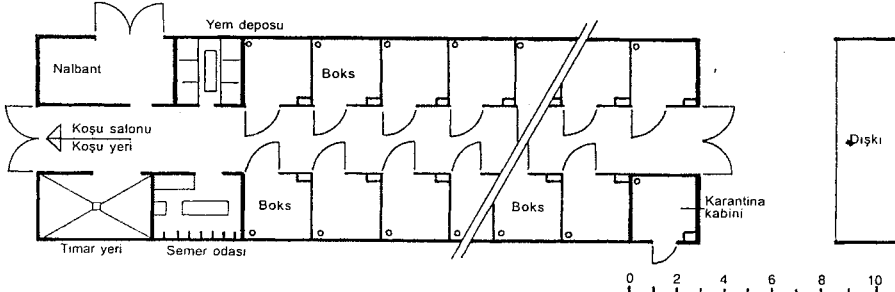 Yem deposu
Nalbant
Boks
Koşu salonu
Koşu yeri
Dışkı
Boks
Boks
Karantina
kabini
Tımar yeri
Semer odası
0 2 4 6 8 10